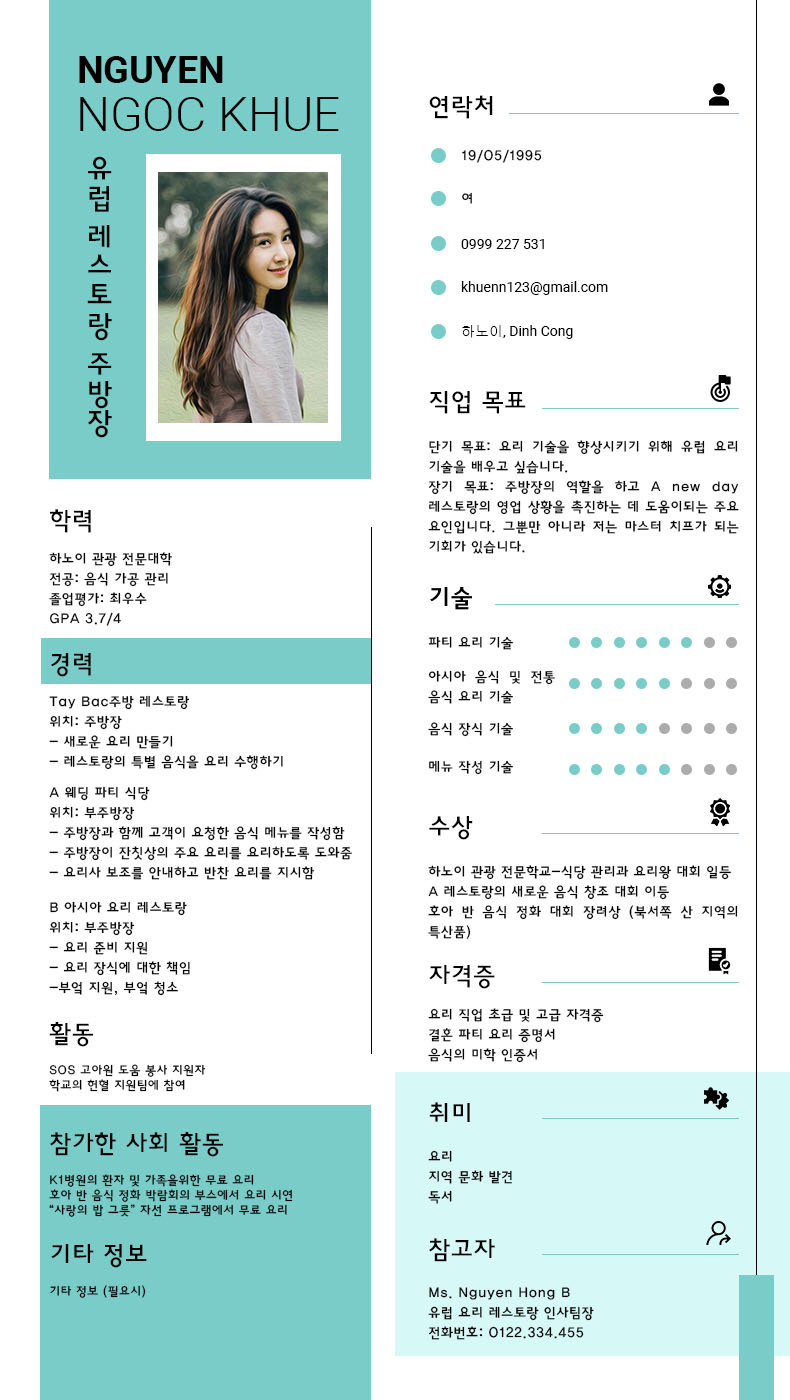 NGUYEN
NGOC KHUE
유럽 레스토랑 주방장
학력
하노이 관광 전문대학
전공: 음식 가공 관리
졸업평가: 최우수
GPA 3.7/4
경력
Tay Bac주방 레스토랑
위치: 주방장
- 새로운 요리 만들기
- 레스토랑의 특별 음식을 요리 수행하기
A 웨딩 파티 식당
위치: 부주방장
- 주방장과 함께 고객이 요청한 음식 메뉴를 작성함
- 주방장이 잔칫상의 주요 요리를 요리하도록 도와줌
- 요리사 보조를 안내하고 반찬 요리를 지시함
B 아시아 요리 레스토랑
위치: 부주방장
- 요리 준비 지원
- 요리 장식에 대한 책임
-부엌 지원, 부엌 청소
활동
SOS 고아원 도움 봉사 지원자
학교의 헌혈 지원팀에 참여
참가한 사회 활동
K1병원의 환자 및 가족을위한 무료 요리
호아 반 음식 정화 박람회의 부스에서 요리 시연
“사랑의 밥 그릇” 자선 프로그램에서 무료 요리
기타 정보
기타 정보 (필요시)
연락처
19/05/1995
여
0999 227 531
khuenn123@gmail.com
하노이, Dinh Cong
직업 목표
단기 목표: 요리 기술을 향상시키기 위해 유럽 요리
기술을 배우고 싶습니다.
장기 목표: 주방장의 역할을 하고 A new day
레스토랑의 영업 상황을 촉진하는 데 도움이되는 주요
요인입니다. 그뿐만 아니라 저는 마스터 치프가 되는
기회가 있습니다.
기술
파티 요리 기술
아시아 음식 및 전통
음식 요리 기술
음식 장식 기술
메뉴 작성 기술
수상
하노이 관광 전문학교-식당 관리과 요리왕 대회 일등
A 레스토랑의 새로운 음식 창조 대회 이등
호아 반 음식 정화 대회 장려상 (북서쪽 산 지역의
특산품)
자격증
요리 직업 초급 및 고급 자격증
결혼 파티 요리 증명서
음식의 미학 인증서
취미
요리
지역 문화 발견
독서
참고자
Ms. Nguyen Hong B
유럽 요리 레스토랑 인사팀장
전화번호: 0122.334.455